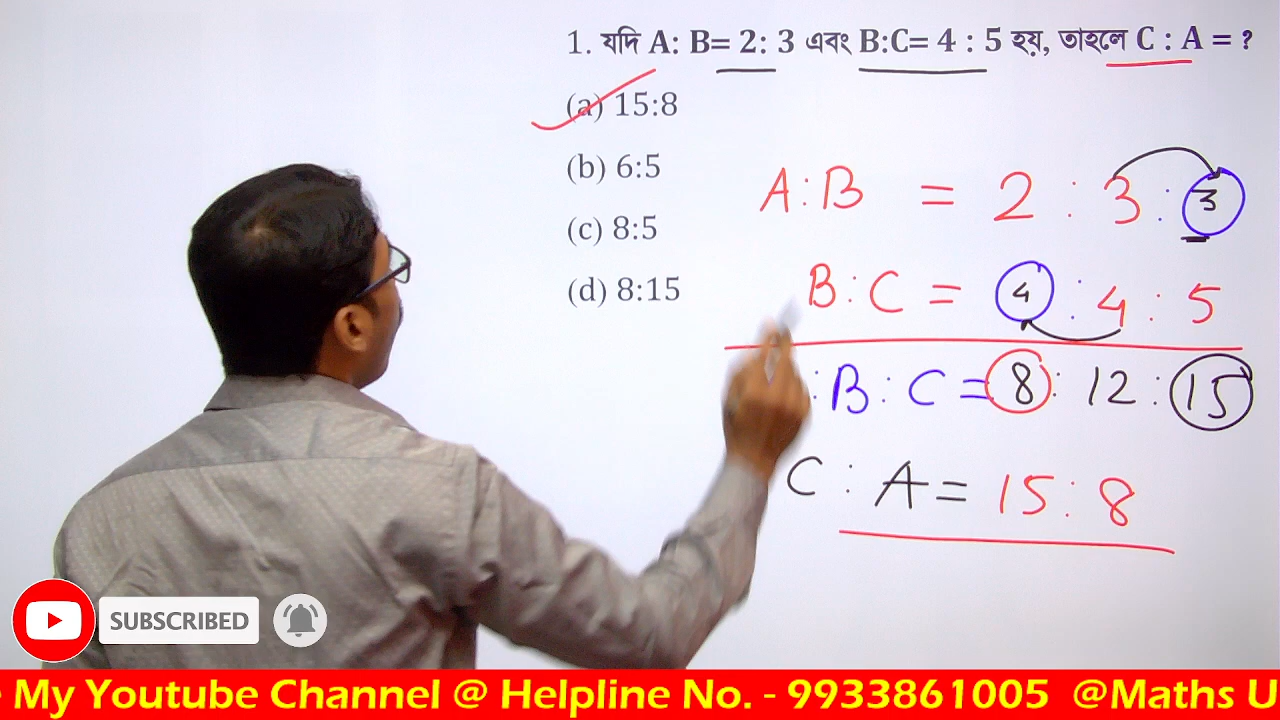 1. যদি A: B= 2: 3 এবং B:C= 4 : 5 হয়, তাহলে C : A = ?
(a) 15:8
(b) 6:5
(c) 8:5
(d) 8:15
A:B = 2 : 3 : 3
B:C = 4 : 4 : 5
:B:C = 8 : 12 : 15
C : A = 15:8
SUBSCRIBED
My Youtube Channel @ Helpline No. - 9933861005 @Maths U